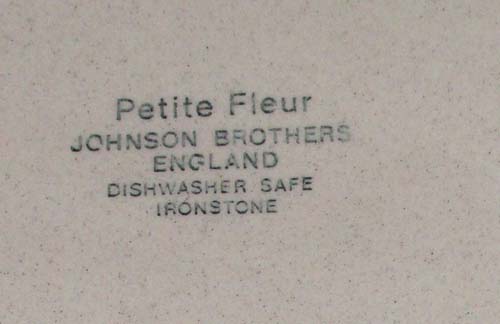 Petite Fleur
JOHNSON BROTHERS
ENGLAND
DISHWASHER SAFE
IRONSTONE